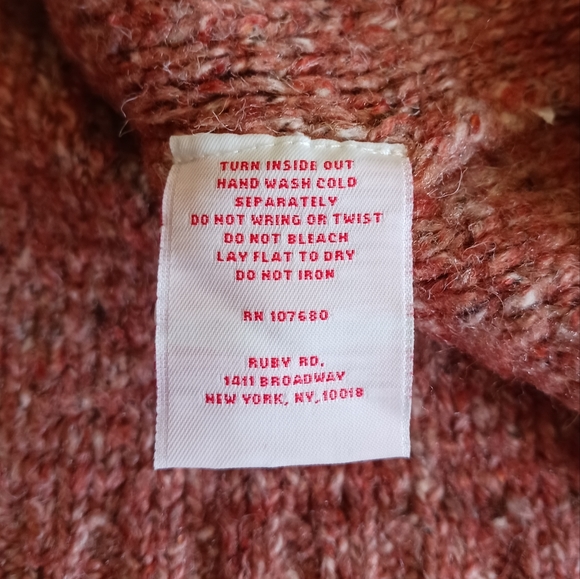 TURN INSIDE OUT
HAND WASH COLD
SEPARATELY
DO NOT WRING OR TWIST
DO NOT BLEACH
LAY FLAT TO DRY
DO NOT IRON
RN 107680
RUBY RD.
1411 BROADWAY
NEW YORK, NY, 10018